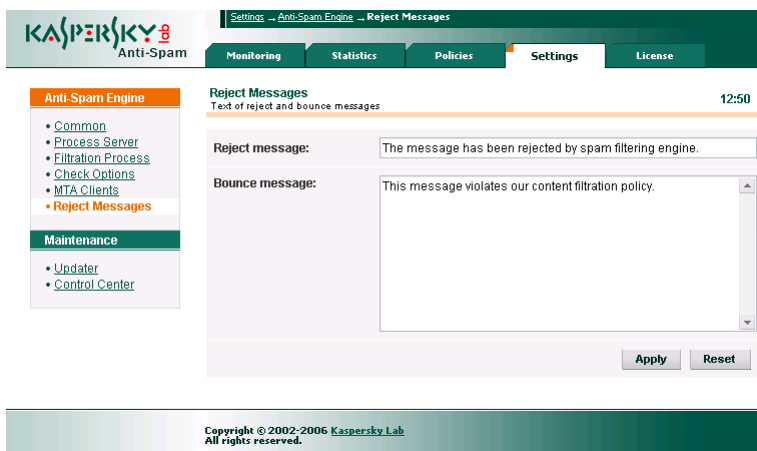 Settings → Anti-Spam Engine → Reject Messages
KASPERSKY lab
Anti-Spam
Monitoring Statistics Policies Settings License
Anti-Spam Engine
• Common
• Process Server
• Filtration Process
• Check Options
• MTA Clients
• Reject Messages
Maintenance
• Updater
• Control Center
Reject Messages
Text of reject and bounce messages
12:50
Reject message:
The message has been rejected by spam filtering engine.
Bounce message:
This message violates our content filtration policy.
Apply Reset
Copyright © 2002-2006 Kaspersky Lab
All rights reserved.